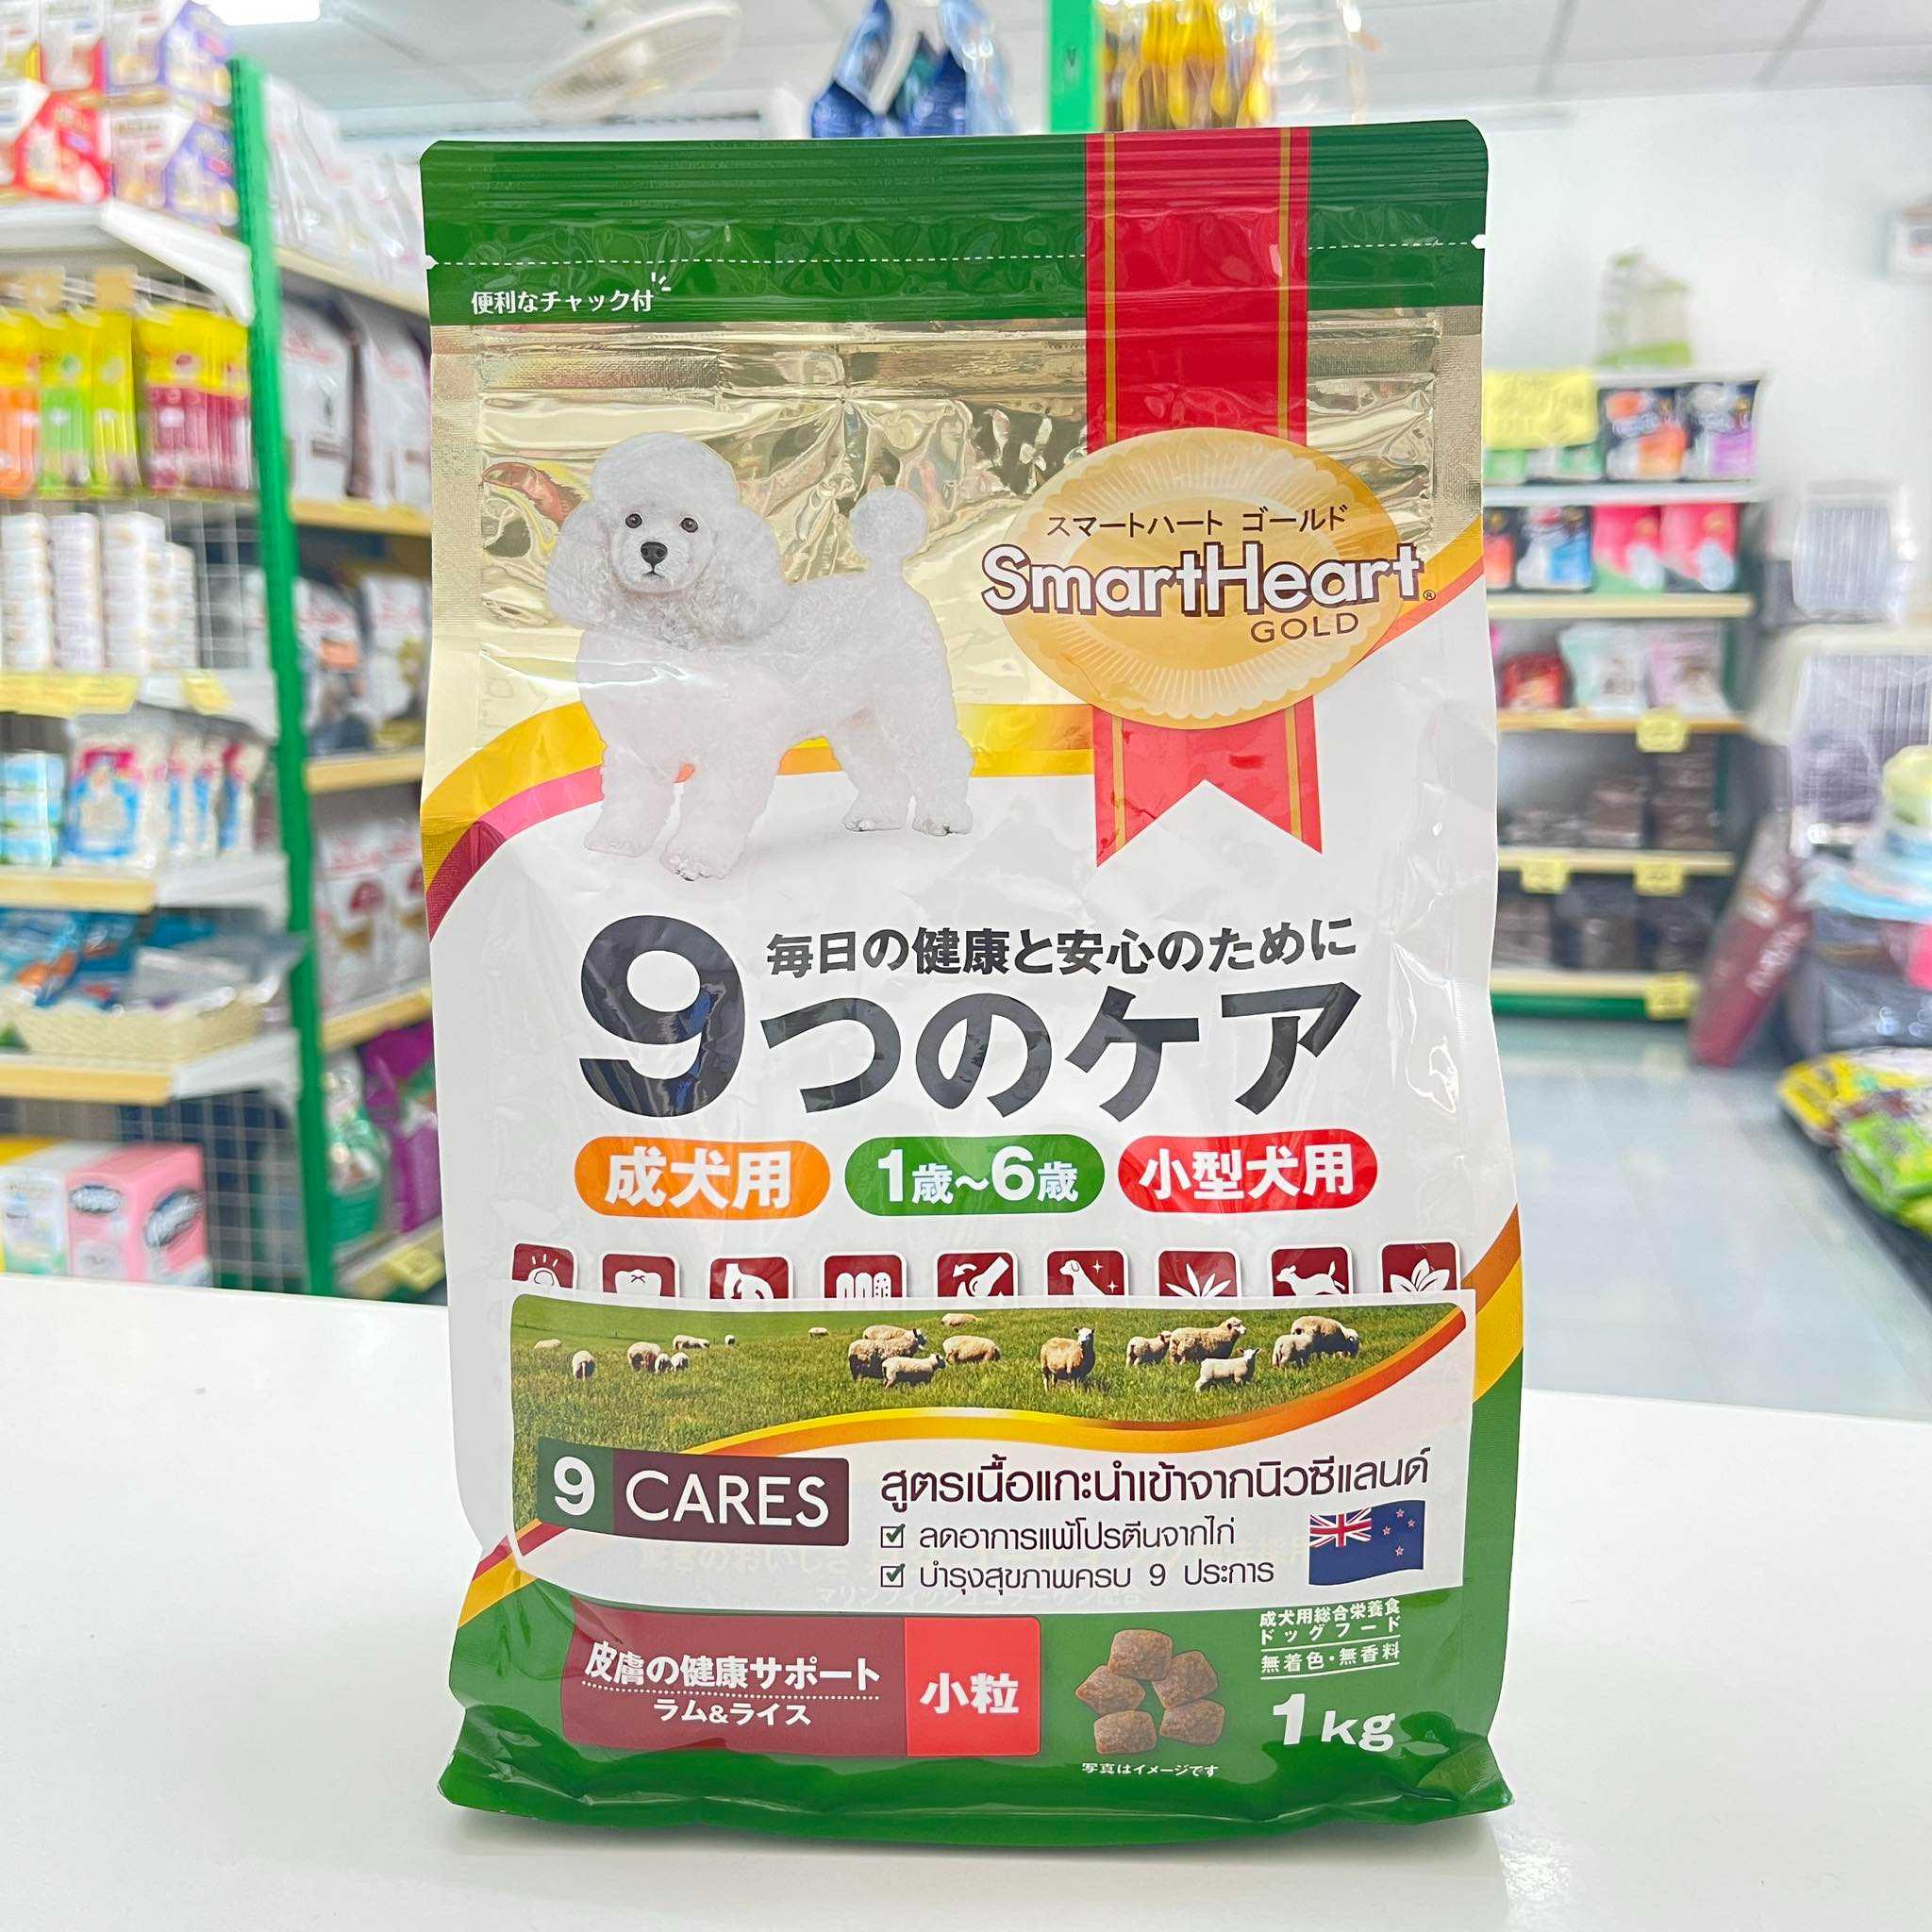 便利なチャック付
スマートハート ゴールド
SmartHeart®
GOLD
毎日の健康と安心のために
9つのケア
成犬用
1歳~6歳
小型犬用
9 CARES
สูตรเนื้อแกะนำเข้าจากนิวซีแลนด์
ลดอาการแพ้โปรตีนจากไก่
บำรุงสุขภาพครบ 9 ประการ
皮膚の健康サポート
ラム&ライス
小粒
写真はイメージです
成犬用総合栄養食
ドッグフード
無着色・無香料
1kg